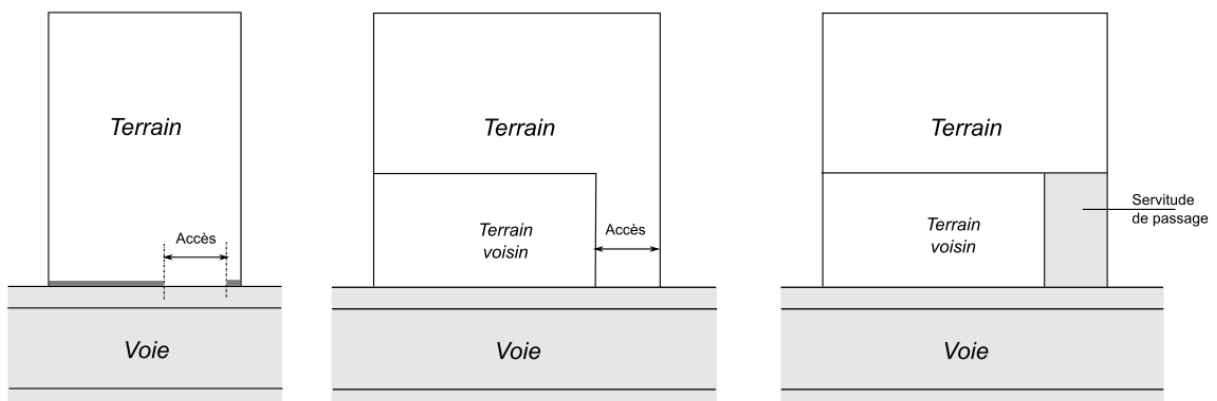 Terrain
Accès
Voie
Terrain
Terrain
voisin
Accès
Voie
Terrain
Terrain
voisin
Servitude
de passage
Voie